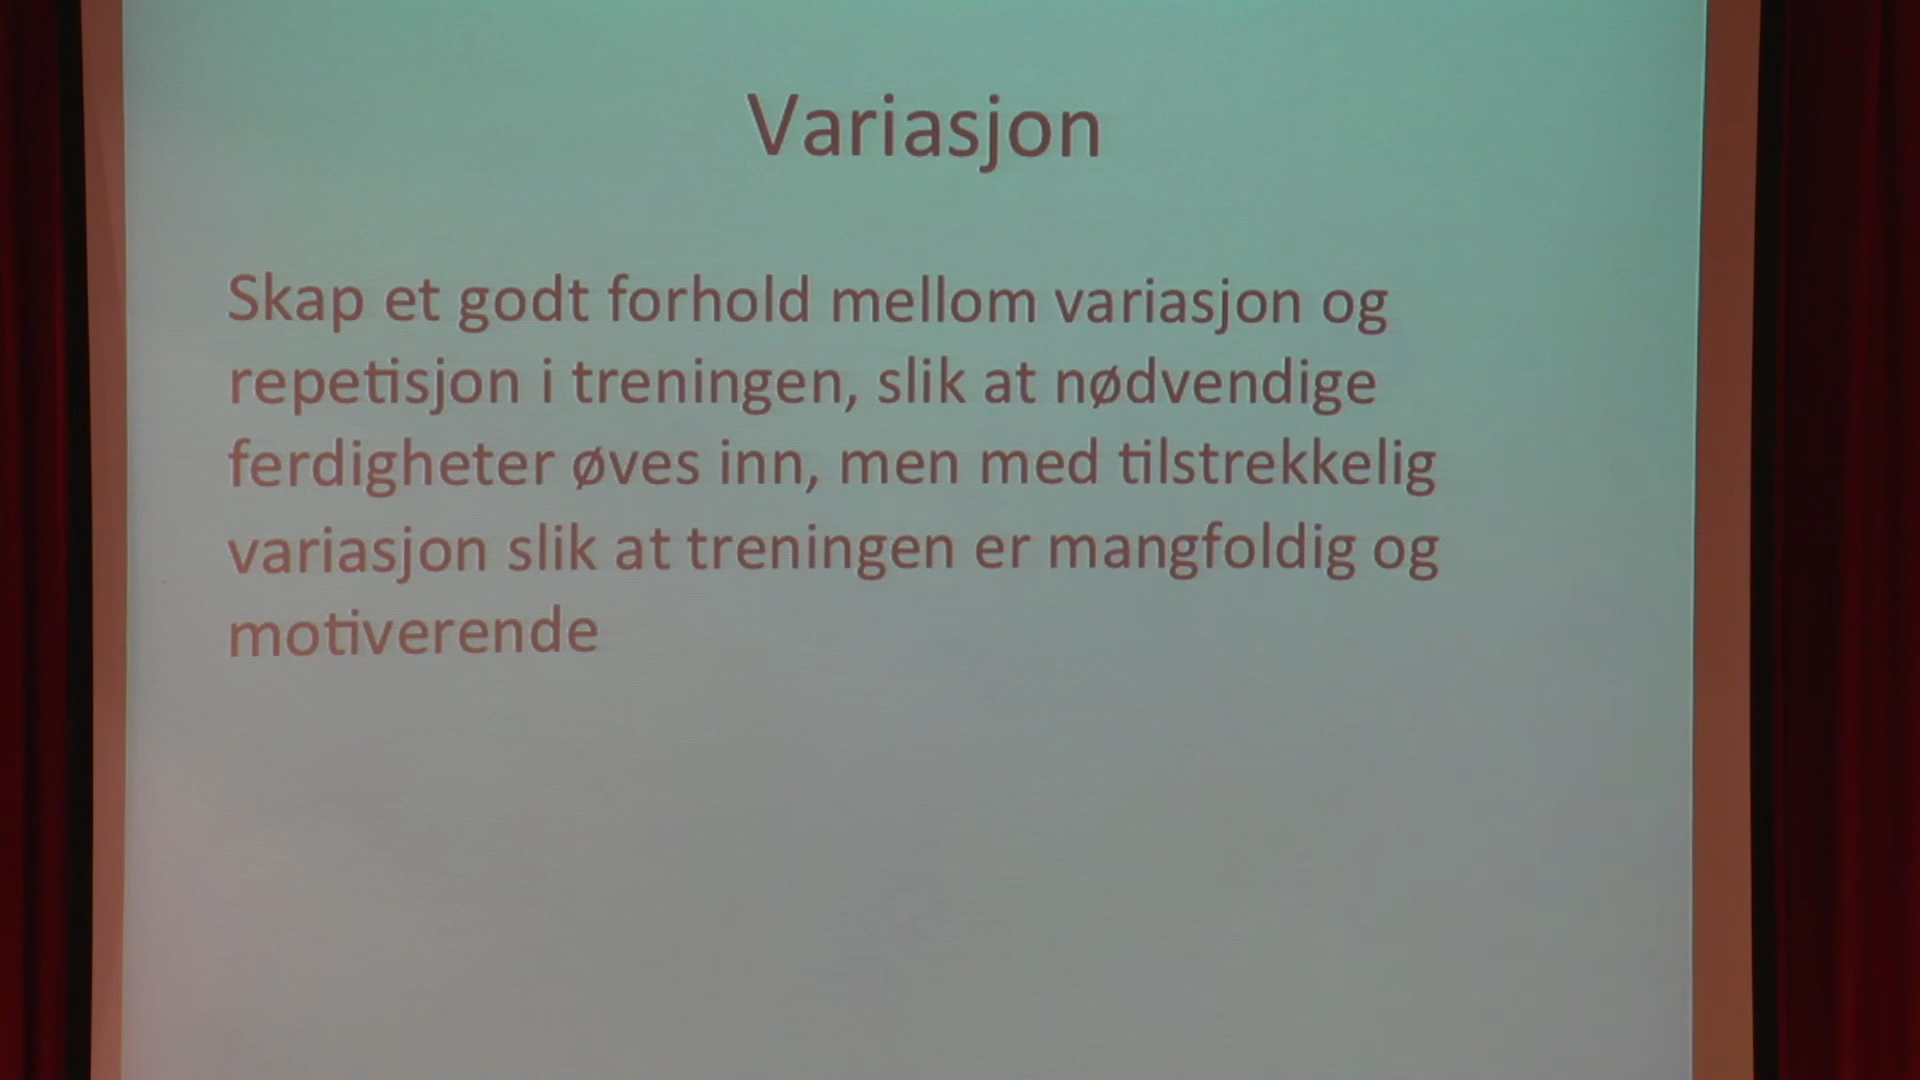 Variasjon
Skap et godt forhold mellom variasjon og
repetisjon i treningen, slik at nødvendige
ferdigheter øves inn, men med tilstrekkelig
variasjon slik at treningen er mangfoldig og
motiverende